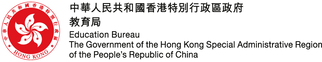 中華人民共和國香港特別行政區政府
教育局
Education Bureau
The Government of the Hong Kong Special Administrative Region
of the People's Republic of China